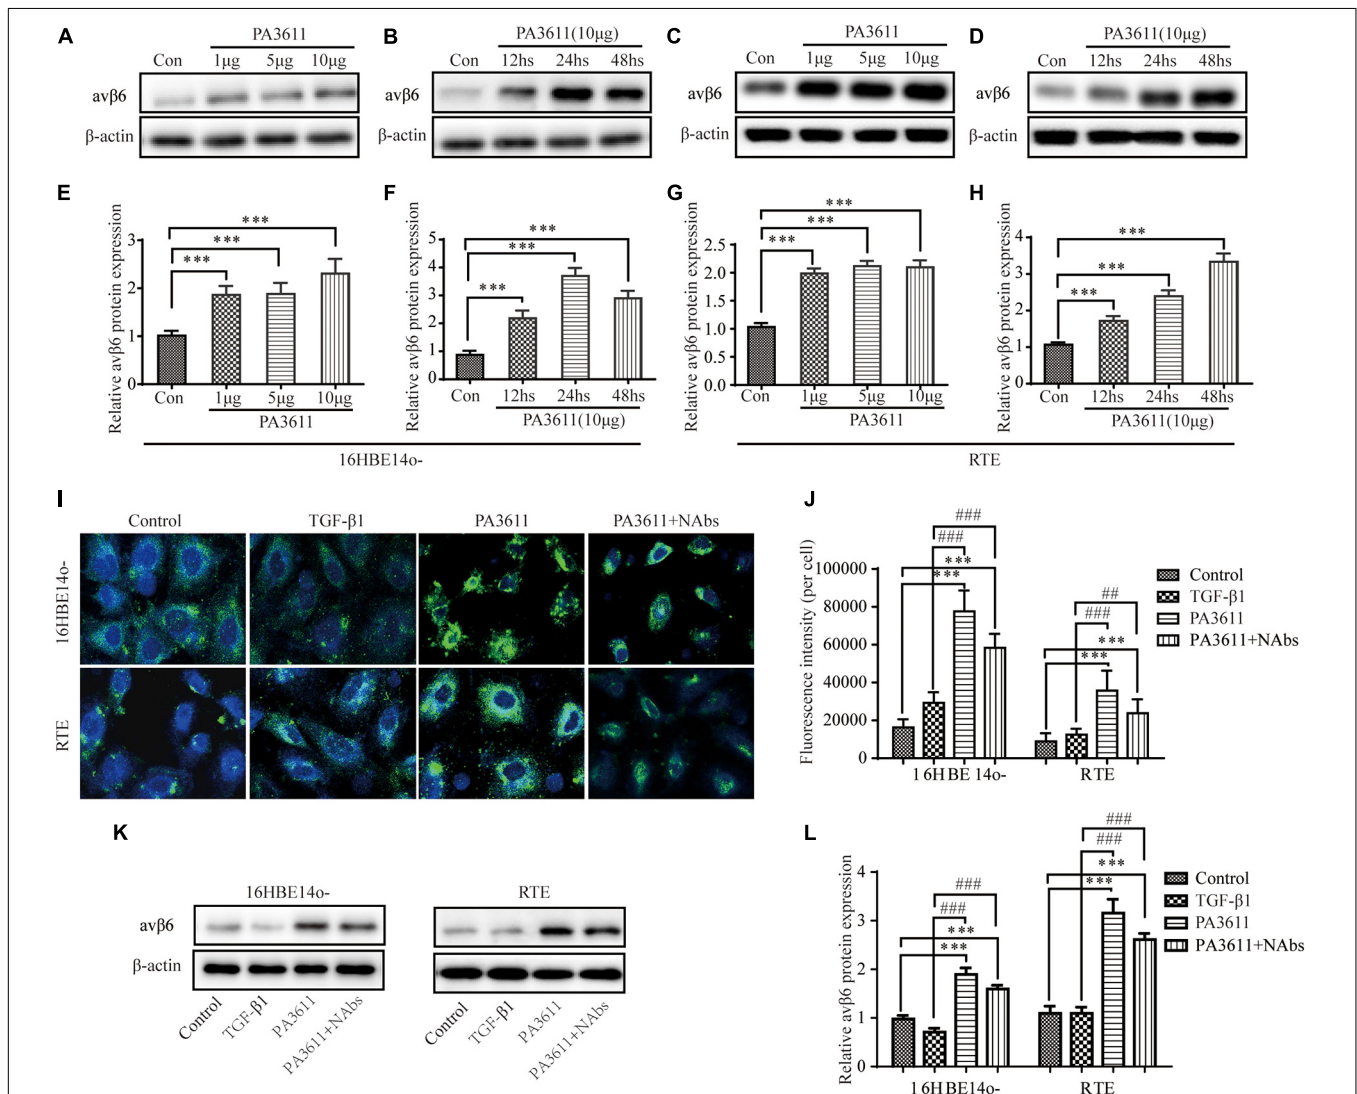 A
PA3611
Con 1µg 5µg 10µg
avβ6
β-actin
B
PA3611(10µg)
Con 12hs 24hs 48hs
avβ6
β-actin
C
PA3611
Con 1µg 5µg 10µg
avβ6
β-actin
D
PA3611(10µg)
Con 12hs 24hs 48hs
avβ6
β-actin
E
Relative avβ6 protein expression
3
2
1
0
***
***
***
Con 1µg 5µg 10µg
PA3611
F
Relative avβ6 protein expression
5
4
3
2
1
0
***
***
***
Con 12hs 24hs 48hs
PA3611(10µg)
16HBE14o-
G
Relative avβ6 protein expression
2.5
2.0
1.5
1.0
0.5
0.0
***
***
***
Con 1µg 5µg 10µg
PA3611
H
Relative avβ6 protein expression
4
3
2
1
0
***
***
***
Con 12hs 24hs 48hs
PA3611(10µg)
RTE
I
Control TGF-β1 PA3611 PA3611+NAbs
16HBE14o-
RTE
J
Fluorescence intensity (per cell)
100000
80000
60000
40000
20000
0
###
###
***
***
##
###
***
***
16HBE14o- RTE
Control
TGF-β1
PA3611
PA3611+NAbs
K
16HBE14o- RTE
avβ6
β-actin
Control TGF-β1 PA3611 PA3611+NAbs
Control TGF-β1 PA3611 PA3611+NAbs
L
Relative avβ6 protein expression
4
3
2
1
0
###
###
***
***
###
###
***
***
16HBE14o- RTE
Control
TGF-β1
PA3611
PA3611+NAbs